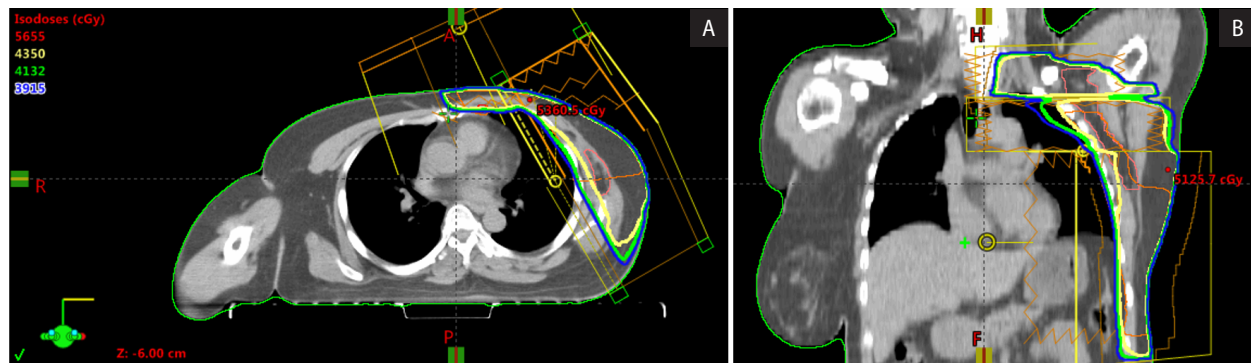 Isodoses (cGy)
5655
4350
4132
3915
A
A
5360.5 cGy
R
P
Z: -6.00 cm
B
H
5125.7 cGy
F